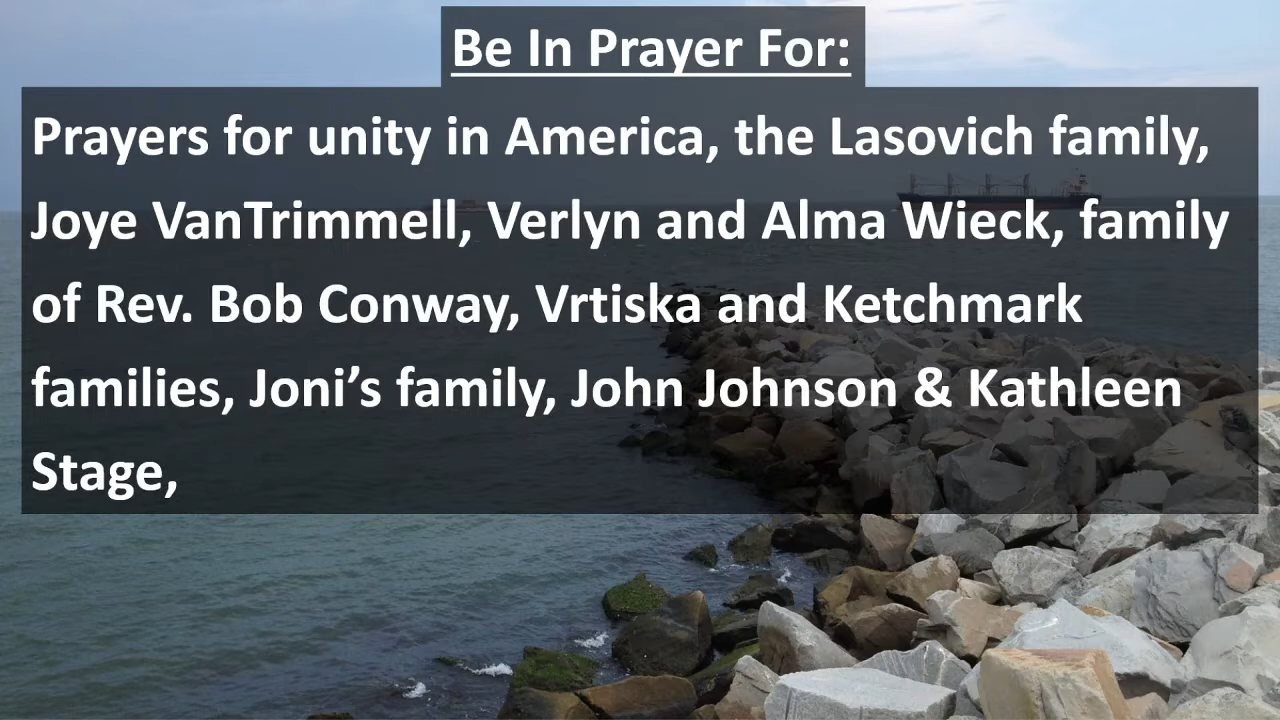 Be In Prayer For:
Prayers for unity in America, the Lasovich family,
Joye VanTrimmell, Verlyn and Alma Wieck, family
of Rev. Bob Conway, Vrtiska and Ketchmark
families, Joni’s family, John Johnson & Kathleen
Stage,